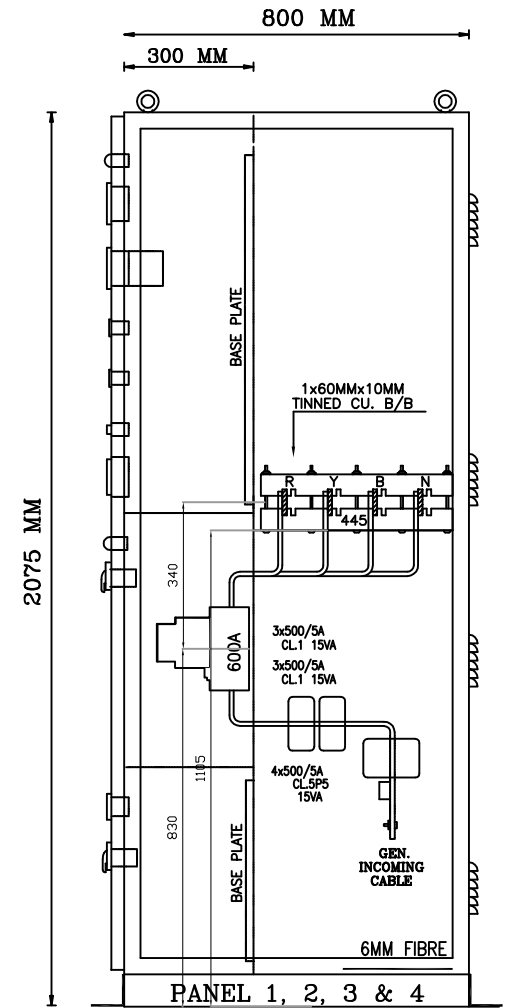 800 MM
300 MM
2075 MM
BASE PLATE
1x60MMx10MM
TINNED CU. B/B
R Y B N
445
340
600A
3x500/5A
CL.1 15VA
3x500/5A
CL.1 15VA
1105
830
4x500/5A
CL.5P5
15VA
BASE PLATE
GEN.
INCOMING
CABLE
6MM FIBRE
PANEL 1, 2, 3 & 4